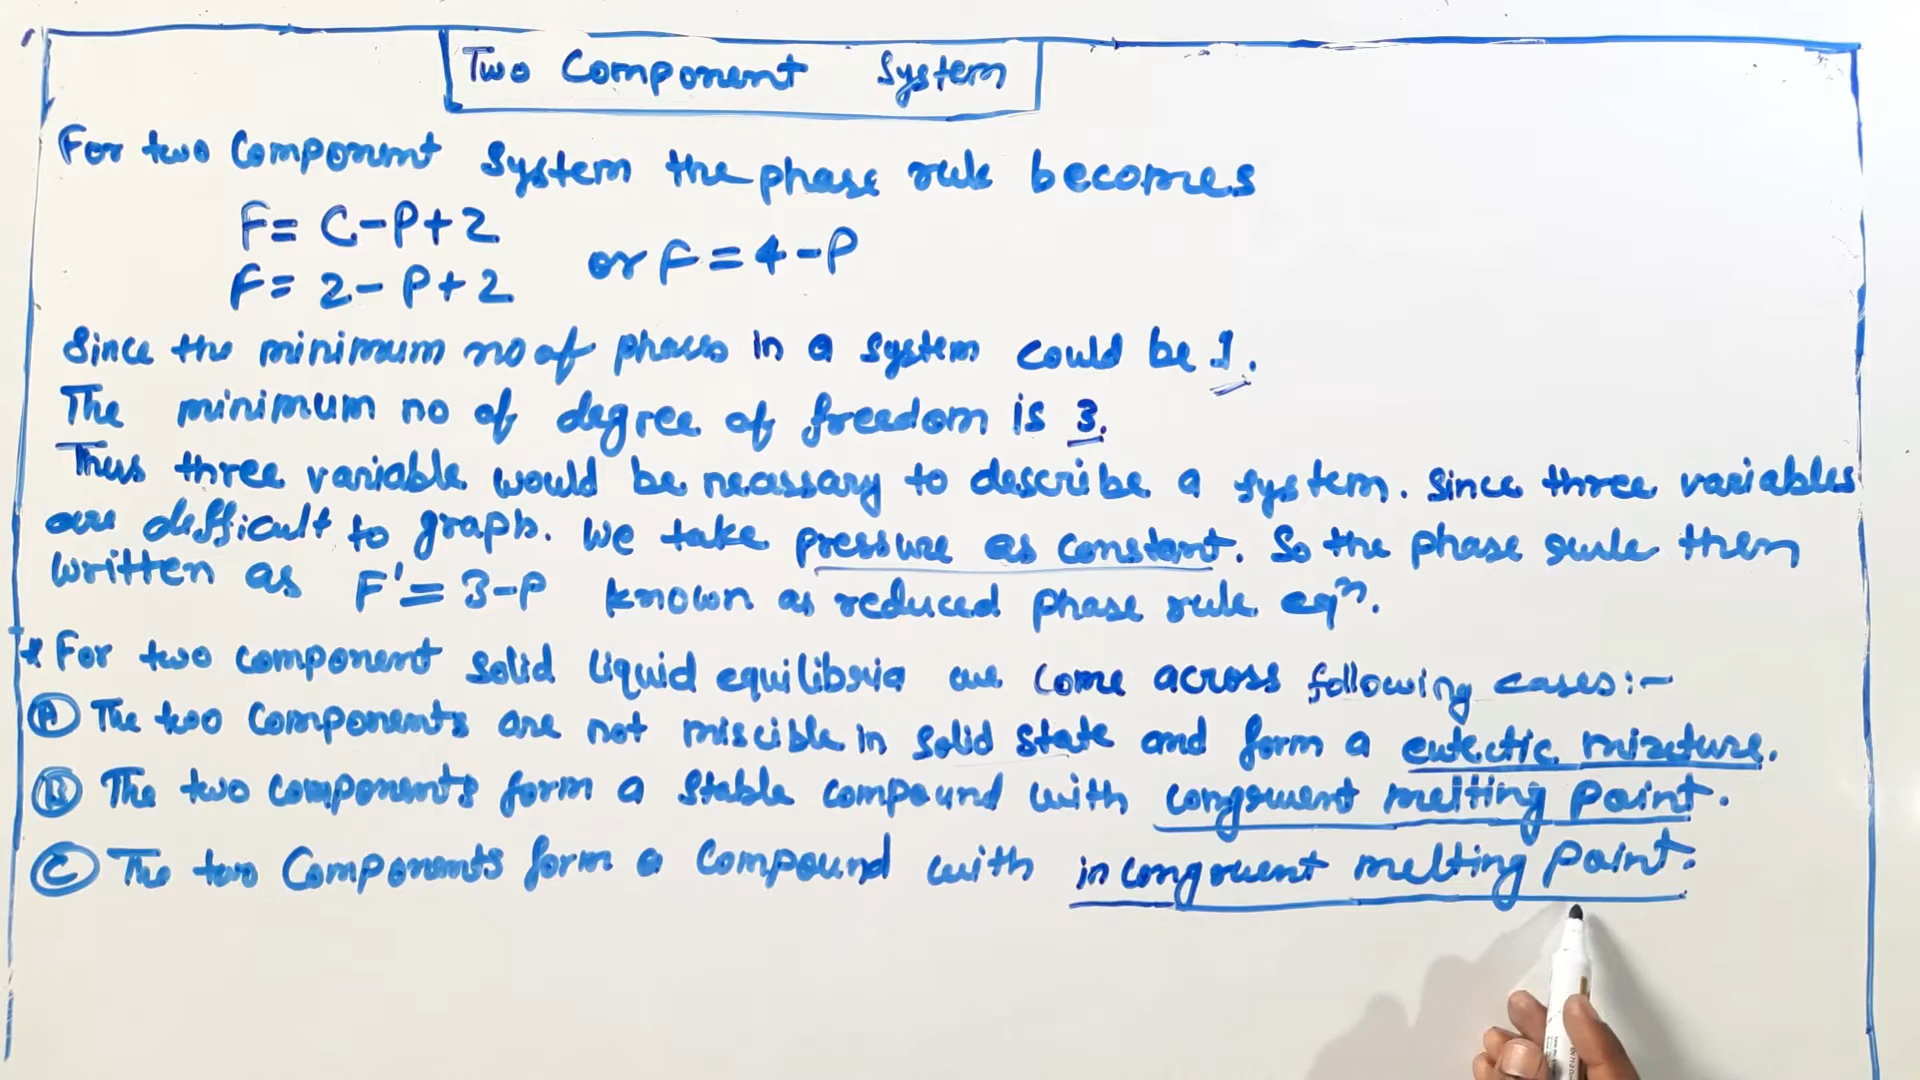 Two Component System
For two Component System the phase rule becomes
F = C-P+2
F = 2-P+2 or F = 4-P
Since the minimum no of phases in a system could be 1.
The minimum no of degree of freedom is 3.
Thus three variable would be necessary to describe a system. Since three variables
are difficult to graph. We take pressure as constant. So the phase rule then
written as F' = 3-P known as reduced phase rule eqn.
* For two component solid liquid equilibria are come across following cases:-
(A) The two components are not miscible in solid state and form a eutectic mixture.
(B) The two components form a stable compound with congruent melting point.
(C) The two Components form a compound with incongruent melting point.